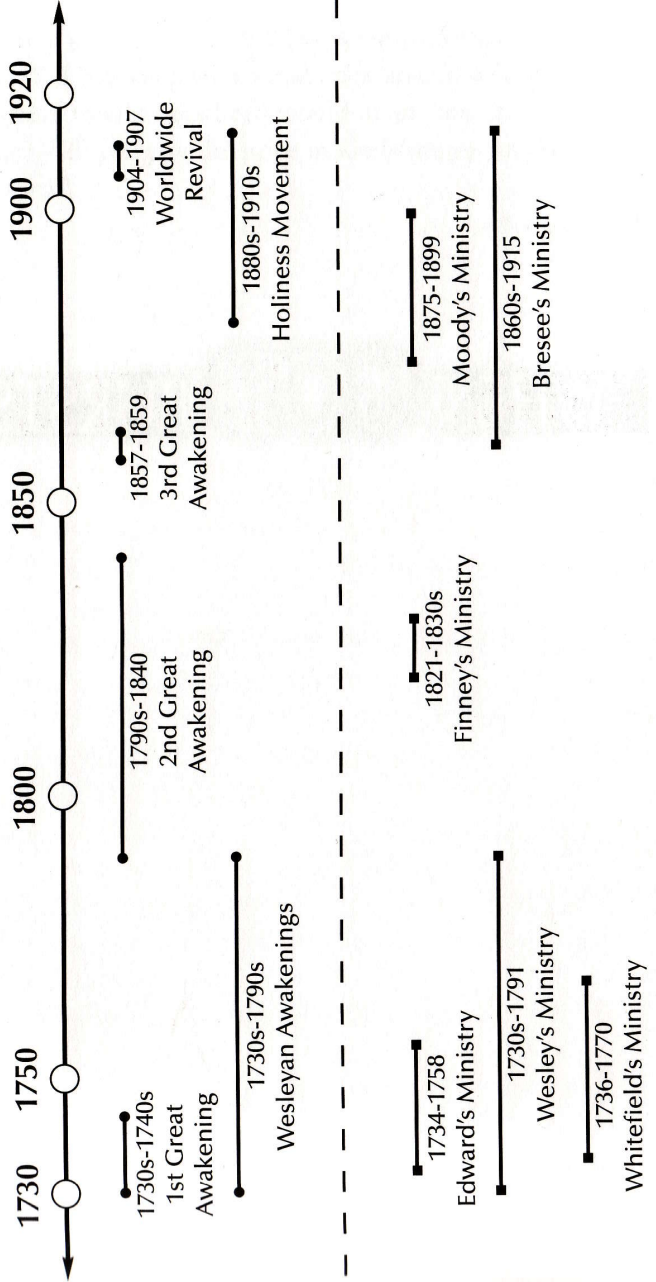 1730
1750
1800
1850
1900
1920
1730s-1740s
1st Great
Awakening
1790s-1840
2nd Great
Awakening
1857-1859
3rd Great
Awakening
1904-1907
Worldwide
Revival
1730s-1790s
Wesleyan Awakenings
1880s-1910s
Holiness Movement
1734-1758
Edward's Ministry
1821-1830s
Finney's Ministry
1875-1899
Moody's Ministry
1730s-1791
Wesley's Ministry
1860s-1915
Bresee's Ministry
1736-1770
Whitefield's Ministry